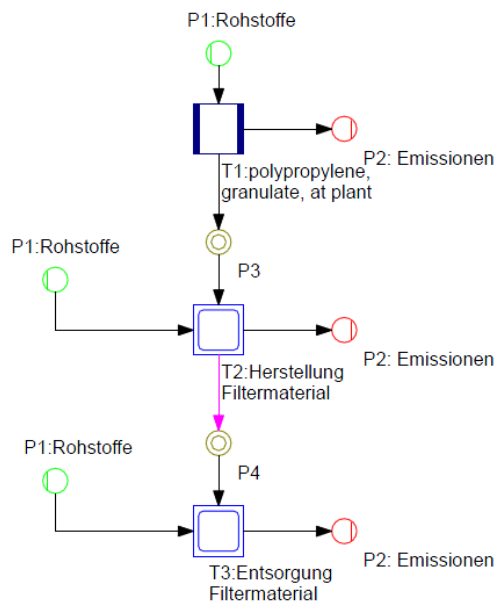 P1:Rohstoffe
P2: Emissionen
T1:polypropylene,
granulate, at plant
P1:Rohstoffe
P3
P2: Emissionen
T2:Herstellung
Filtermaterial
P1:Rohstoffe
P4
P2: Emissionen
T3:Entsorgung
Filtermaterial